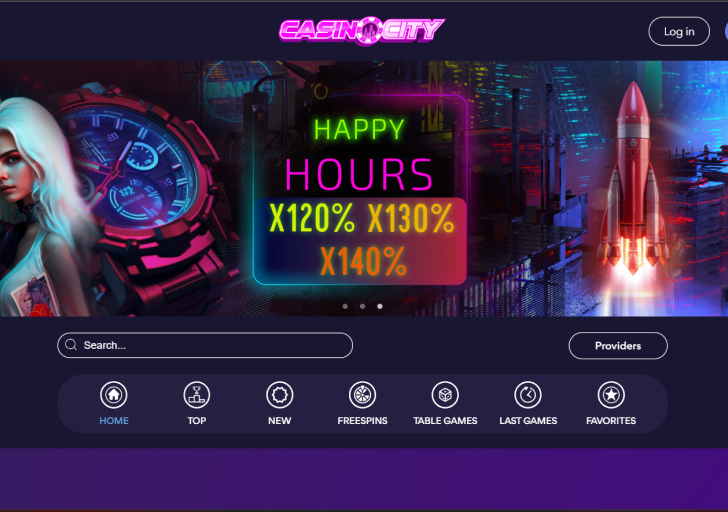 CASINO CITY
Log in
BANK
HAPPY
HOURS
X120% X130%
X140%
Search...
Providers
HOME
TOP
NEW
FREESPINS
TABLE GAMES
LAST GAMES
FAVORITES